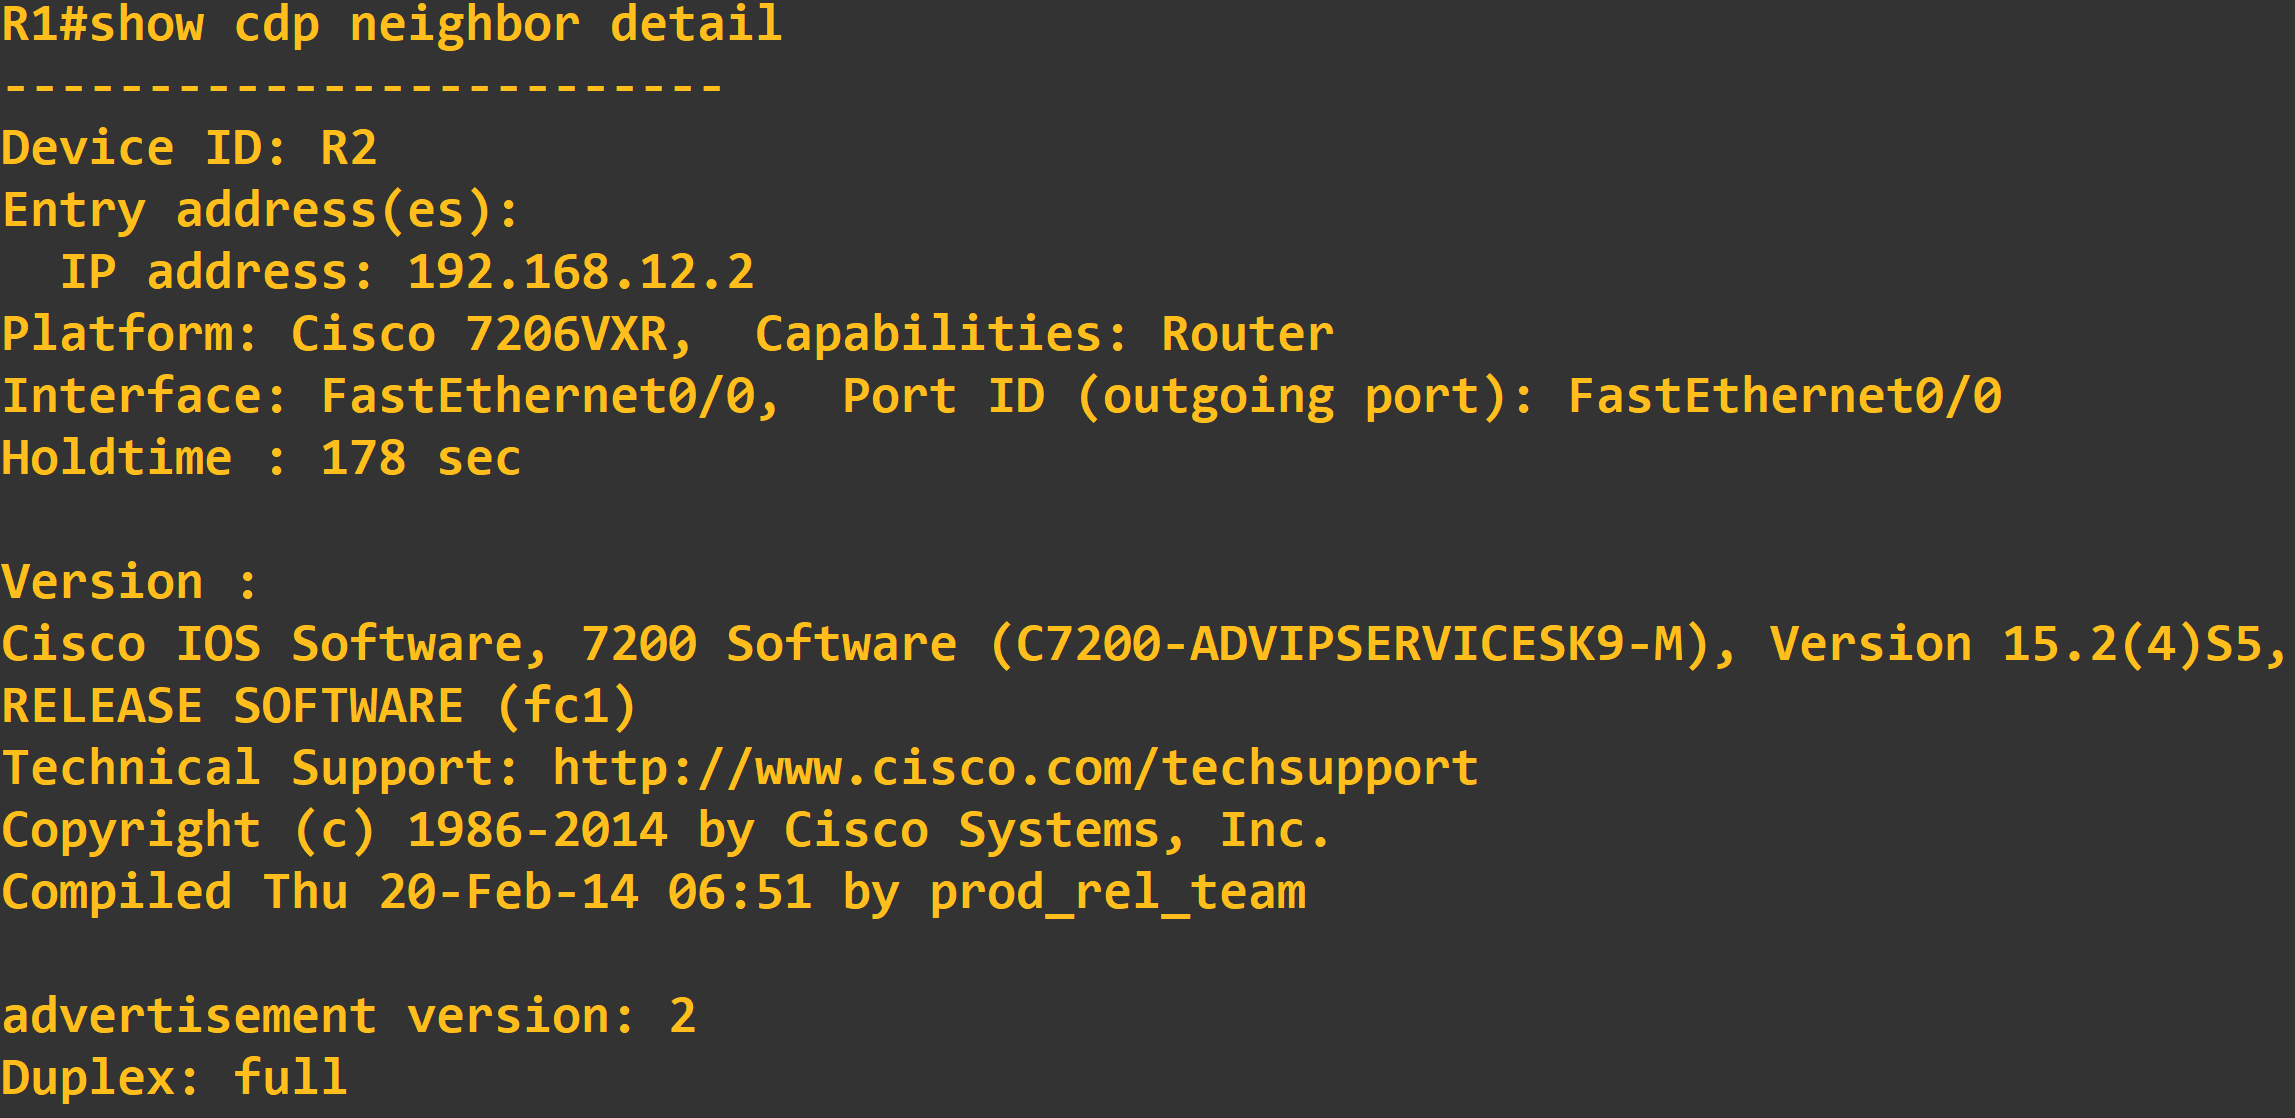 R1#show cdp neighbor detail
-------------------------
Device ID: R2
Entry address(es):
  IP address: 192.168.12.2
Platform: Cisco 7206VXR,  Capabilities: Router
Interface: FastEthernet0/0,  Port ID (outgoing port): FastEthernet0/0
Holdtime : 178 sec

Version :
Cisco IOS Software, 7200 Software (C7200-ADVIPSERVICESK9-M), Version 15.2(4)S5,
RELEASE SOFTWARE (fc1)
Technical Support: http://www.cisco.com/techsupport
Copyright (c) 1986-2014 by Cisco Systems, Inc.
Compiled Thu 20-Feb-14 06:51 by prod_rel_team

advertisement version: 2
Duplex: full